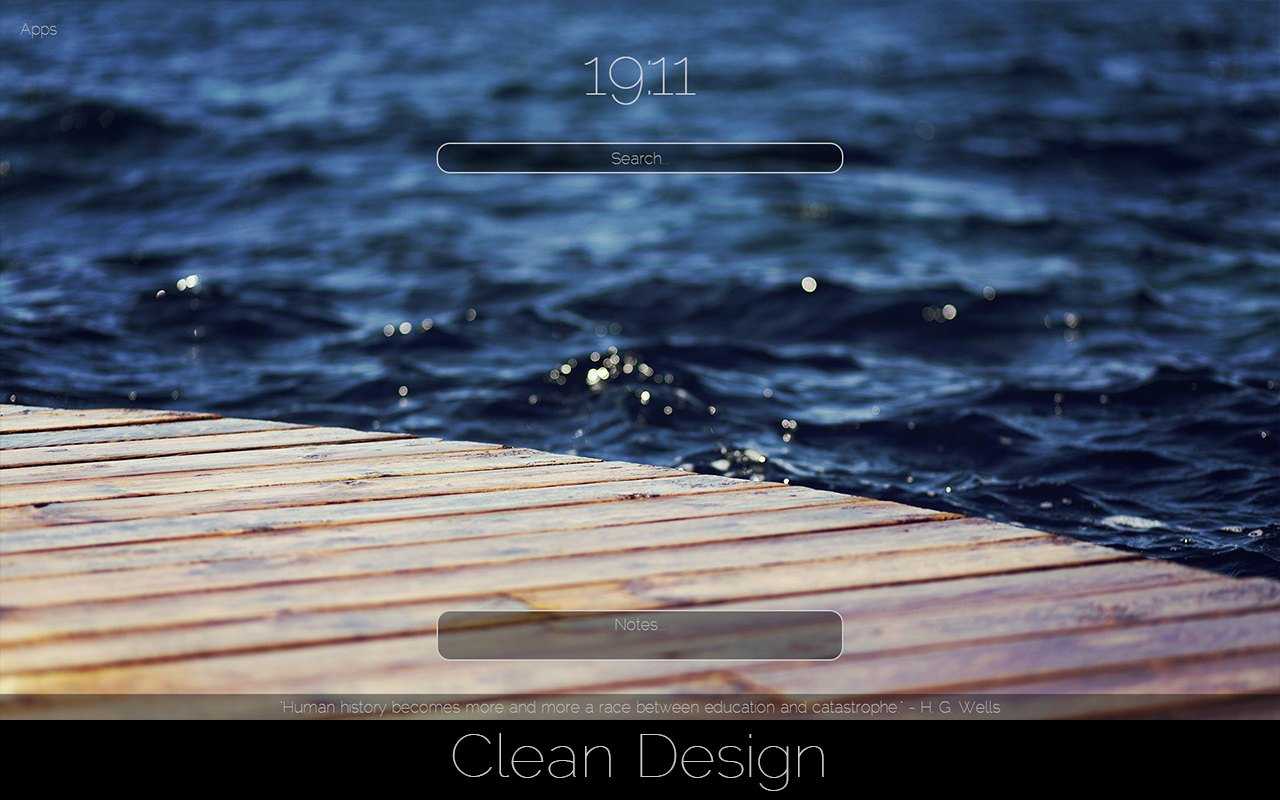 Apps
19:11
Search...
Notes...
"Human history becomes more and more a race between education and catastrophe." - H. G. Wells
Clean Design